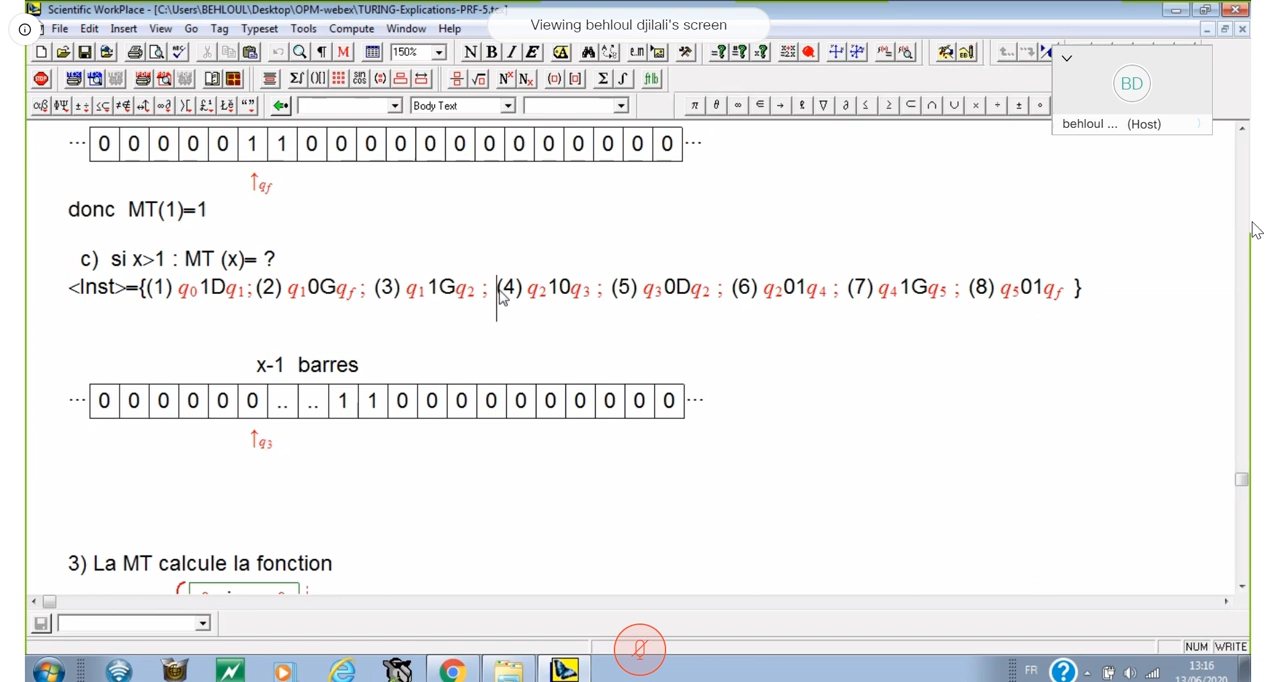 Scientific WorkPlace - [C:\Users\BEHLOUL\Desktop\OPM-webex\TURING-Explications-PRF-5.te
Viewing behloul djilali's screen
File Edit Insert View Go Tag Typeset Tools Compute Window Help
150%
Body Text
BD
behloul ... (Host)
... 0 0 0 0 0 1 1 0 0 0 0 0 0 0 0 0 0 0 0 0 ...
↑qf
donc MT(1)=1
c) si x>1 : MT (x)= ?
<Inst>={(1) q₀1Dq₁; (2) q₁0Gqf ; (3) q₁1Gq₂ ; (4) q₂10q₃ ; (5) q₃0Dq₂ ; (6) q₂01q₄ ; (7) q₄1Gq₅ ; (8) q₅01qf }
x-1 barres
... 0 0 0 0 0 0 .. .. 1 1 0 0 0 0 0 0 0 0 0 0 ...
↑q₃
3) La MT calcule la fonction
NUM WRITE
FR
13:16
13/06/2020